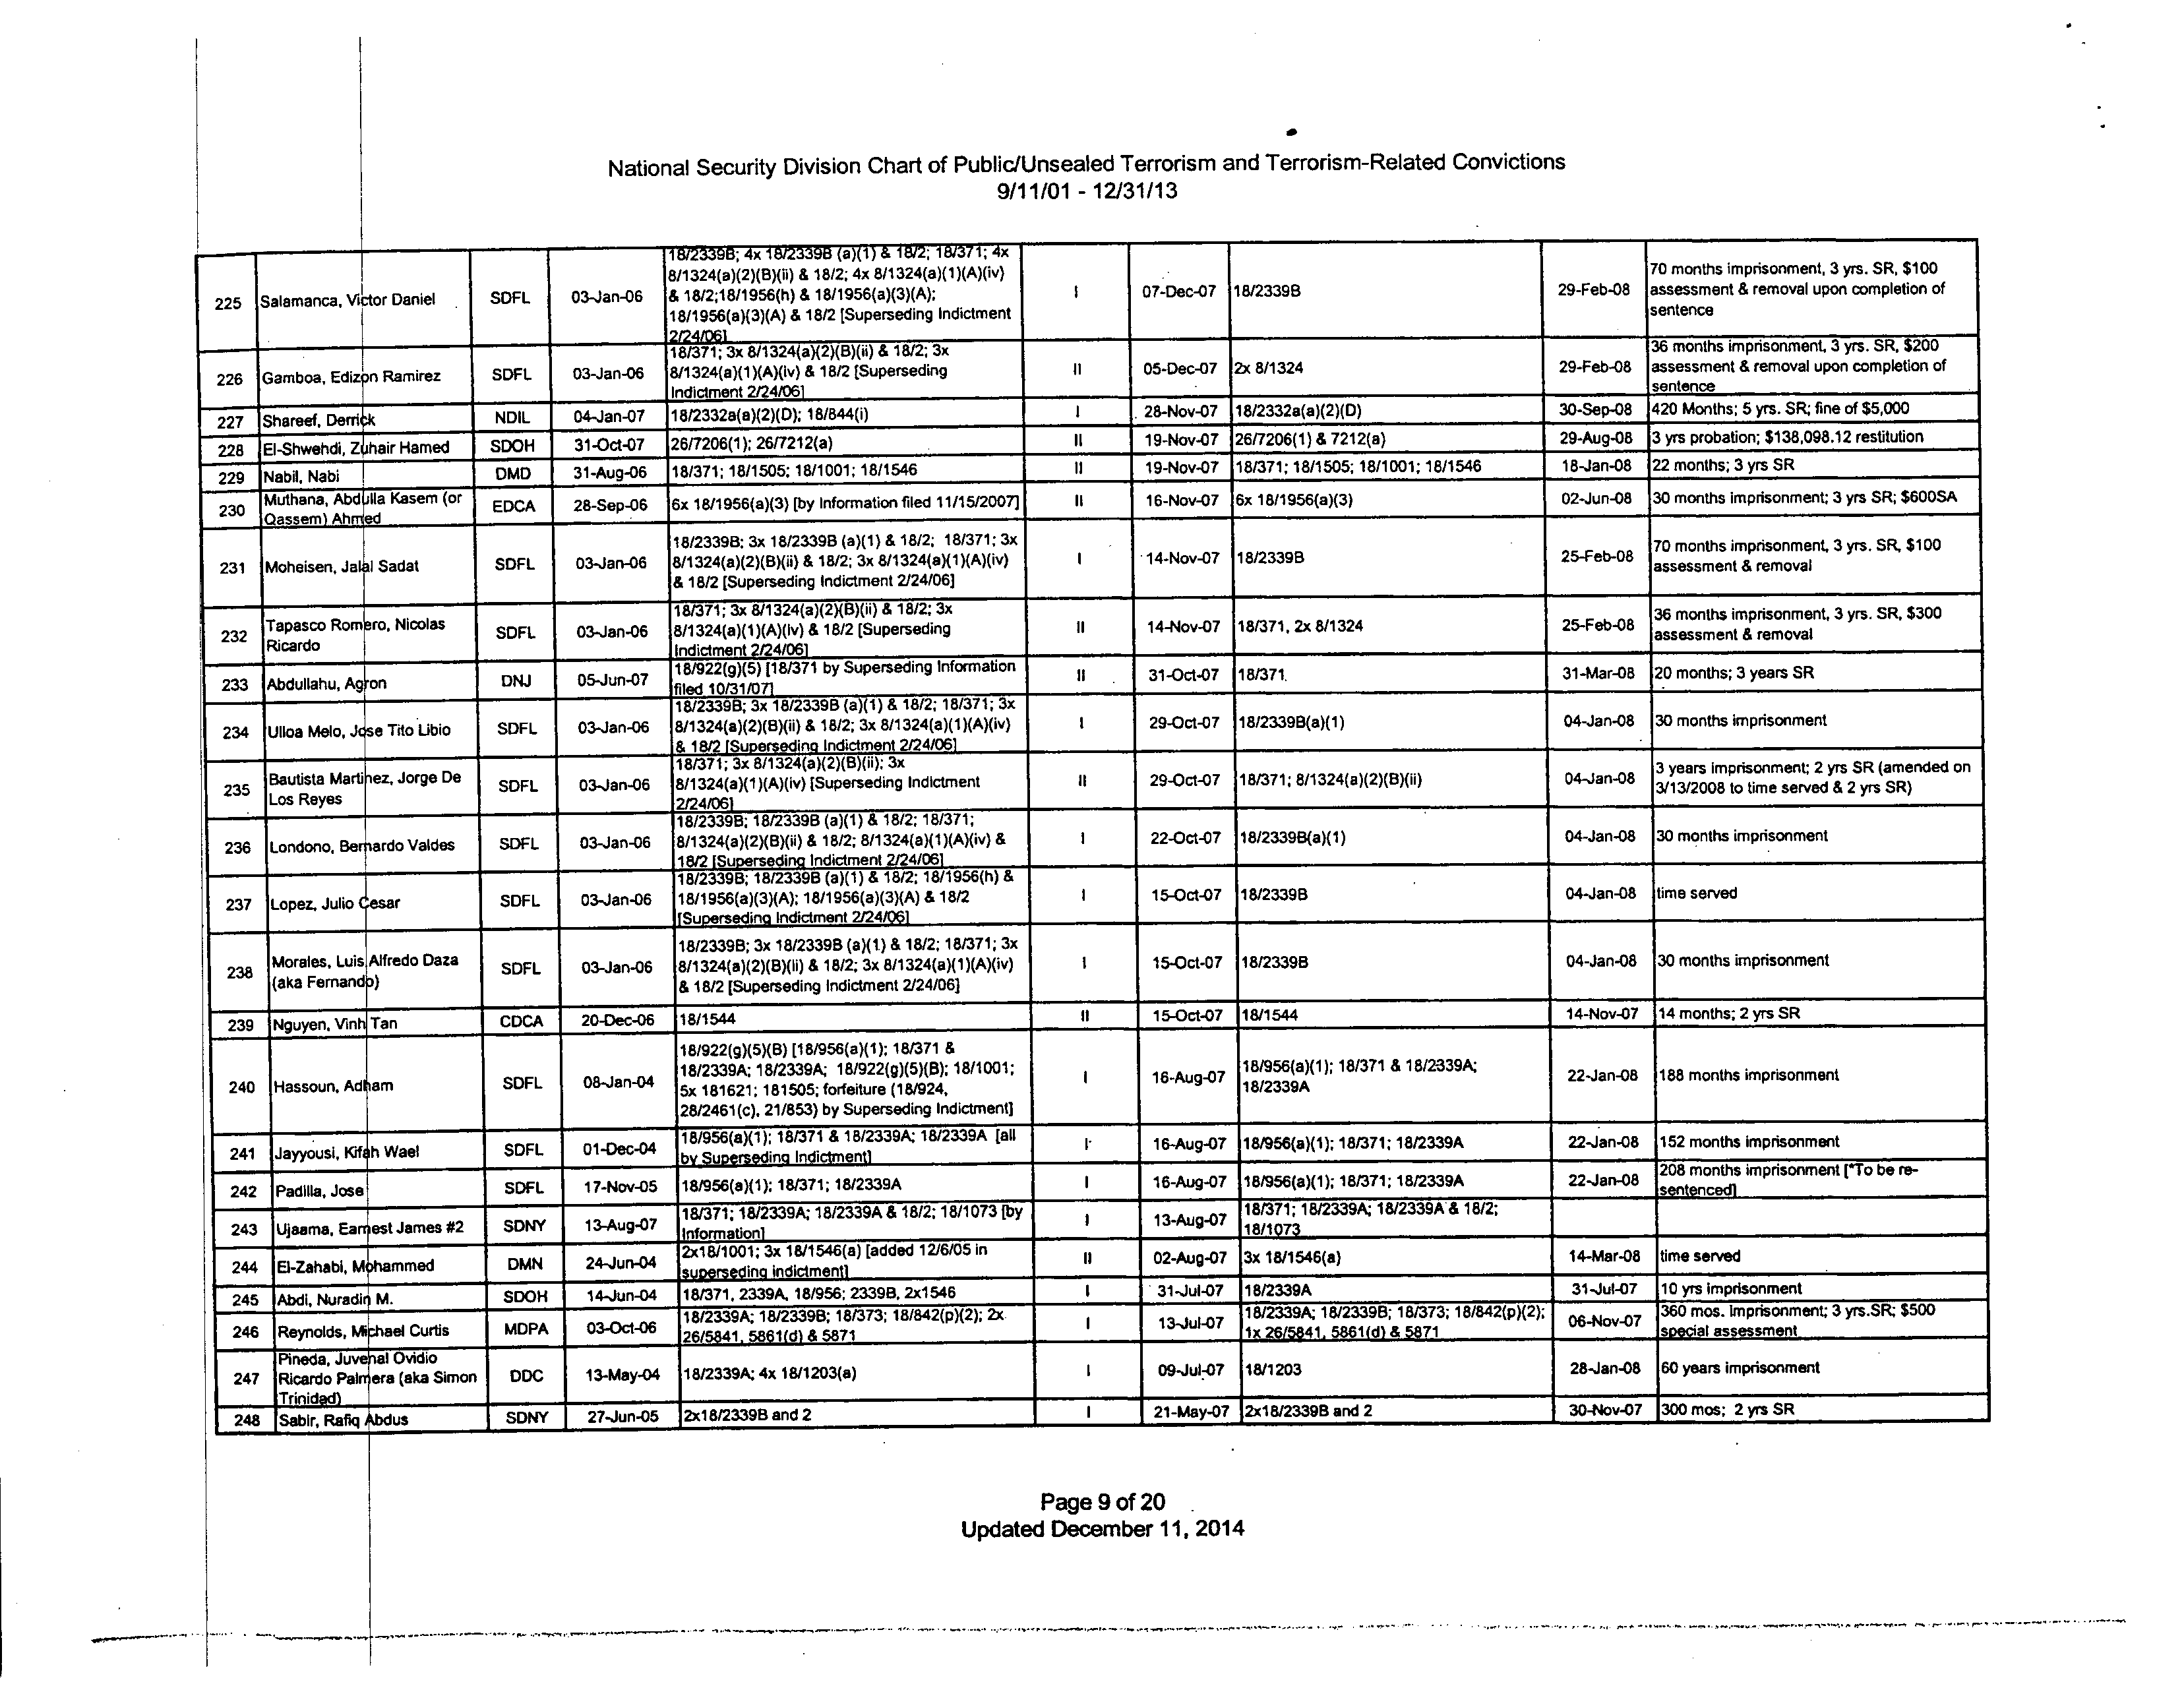 National Security Division Chart of Public/Unsealed Terrorism and Terrorism-Related Convictions
9/11/01 - 12/31/13
225 Salamanca, Victor Daniel SDFL 03-Jan-06 18/2339B; 4x 18/2339B (a)(1) & 18/2; 18/371; 4x
8/1324(a)(2)(B)(ii) & 18/2; 4x 8/1324(a)(1)(A)(iv)
& 18/2;18/1956(h) & 18/1956(a)(3)(A);
18/1956(a)(3)(A) & 18/2 [Superseding Indictment
2/24/06]
I 07-Dec-07 18/2339B 29-Feb-08 70 months imprisonment, 3 yrs. SR, $100
assessment & removal upon completion of
sentence
226 Gamboa, Edizon Ramirez SDFL 03-Jan-06 18/371; 3x 8/1324(a)(2)(B)(ii) & 18/2; 3x
8/1324(a)(1)(A)(iv) & 18/2 [Superseding
Indictment 2/24/06]
II 05-Dec-07 2x 8/1324 29-Feb-08 36 months imprisonment, 3 yrs. SR, $200
assessment & removal upon completion of
sentence
227 Shareef, Derrick NDIL 04-Jan-07 18/2332a(a)(2)(D); 18/844(i) I 28-Nov-07 18/2332a(a)(2)(D) 30-Sep-08 420 Months; 5 yrs. SR; fine of $5,000
228 El-Shwehdi, Zuhair Hamed SDOH 31-Oct-07 26/7206(1); 26/7212(a) II 19-Nov-07 26/7206(1) & 7212(a) 29-Aug-08 3 yrs probation; $138,098.12 restitution
229 Nabil, Nabi DMD 31-Aug-06 18/371; 18/1505; 18/1001; 18/1546 II 19-Nov-07 18/371; 18/1505; 18/1001; 18/1546 18-Jan-08 22 months; 3 yrs SR
230 Muthana, Abdulla Kasem (or
Qassem) Ahmed
EDCA 28-Sep-06 6x 18/1956(a)(3) [by Information filed 11/15/2007] II 16-Nov-07 6x 18/1956(a)(3) 02-Jun-08 30 months imprisonment; 3 yrs SR; $600SA
231 Moheisen, Jalal Sadat SDFL 03-Jan-06 18/2339B; 3x 18/2339B (a)(1) & 18/2; 18/371; 3x
8/1324(a)(2)(B)(ii) & 18/2; 3x 8/1324(a)(1)(A)(iv)
& 18/2 [Superseding Indictment 2/24/06]
I 14-Nov-07 18/2339B 25-Feb-08 70 months imprisonment, 3 yrs. SR, $100
assessment & removal
232 Tapasco Romero, Nicolas
Ricardo
SDFL 03-Jan-06 18/371; 3x 8/1324(a)(2)(B)(ii) & 18/2; 3x
8/1324(a)(1)(A)(iv) & 18/2 [Superseding
Indictment 2/24/06]
II 14-Nov-07 18/371, 2x 8/1324 25-Feb-08 36 months imprisonment, 3 yrs. SR, $300
assessment & removal
233 Abdullahu, Agron DNJ 05-Jun-07 18/922(g)(5) [18/371 by Superseding Information
filed 10/31/07]
II 31-Oct-07 18/371. 31-Mar-08 20 months; 3 years SR
234 Ulloa Melo, Jose Tito Libio SDFL 03-Jan-06 18/2339B; 3x 18/2339B (a)(1) & 18/2; 18/371; 3x
8/1324(a)(2)(B)(ii) & 18/2; 3x 8/1324(a)(1)(A)(iv)
& 18/2 [Superseding Indictment 2/24/06]
I 29-Oct-07 18/2339B(a)(1) 04-Jan-08 30 months imprisonment
235 Bautista Martinez, Jorge De
Los Reyes
SDFL 03-Jan-06 18/371; 3x 8/1324(a)(2)(B)(ii); 3x
8/1324(a)(1)(A)(iv) [Superseding Indictment
2/24/06]
II 29-Oct-07 18/371; 8/1324(a)(2)(B)(ii) 04-Jan-08 3 years imprisonment; 2 yrs SR (amended on
3/13/2008 to time served & 2 yrs SR)
236 Londono, Bernardo Valdes SDFL 03-Jan-06 18/2339B; 18/2339B (a)(1) & 18/2; 18/371;
8/1324(a)(2)(B)(ii) & 18/2; 8/1324(a)(1)(A)(iv) &
18/2 [Superseding Indictment 2/24/06]
I 22-Oct-07 18/2339B(a)(1) 04-Jan-08 30 months imprisonment
237 Lopez, Julio Cesar SDFL 03-Jan-06 18/2339B; 18/2339B (a)(1) & 18/2; 18/1956(h) &
18/1956(a)(3)(A); 18/1956(a)(3)(A) & 18/2
[Superseding Indictment 2/24/06]
I 15-Oct-07 18/2339B 04-Jan-08 time served
238 Morales, Luis Alfredo Daza
(aka Fernando)
SDFL 03-Jan-06 18/2339B; 3x 18/2339B (a)(1) & 18/2; 18/371; 3x
8/1324(a)(2)(B)(ii) & 18/2; 3x 8/1324(a)(1)(A)(iv)
& 18/2 [Superseding Indictment 2/24/06]
I 15-Oct-07 18/2339B 04-Jan-08 30 months imprisonment
239 Nguyen, Vinh Tan CDCA 20-Dec-06 18/1544 II 15-Oct-07 18/1544 14-Nov-07 14 months; 2 yrs SR
240 Hassoun, Adham SDFL 08-Jan-04 18/922(g)(5)(B) [18/956(a)(1); 18/371 &
18/2339A; 18/2339A; 18/922(g)(5)(B); 18/1001;
5x 181621; 181505; forfeiture (18/924,
28/2461(c), 21/853) by Superseding Indictment]
I 16-Aug-07 18/956(a)(1); 18/371 & 18/2339A;
18/2339A
22-Jan-08 188 months imprisonment
241 Jayyousi, Kifah Wael SDFL 01-Dec-04 18/956(a)(1); 18/371 & 18/2339A; 18/2339A [all
by Superseding Indictment]
I 16-Aug-07 18/956(a)(1); 18/371; 18/2339A 22-Jan-08 152 months imprisonment
242 Padilla, Jose SDFL 17-Nov-05 18/956(a)(1); 18/371; 18/2339A I 16-Aug-07 18/956(a)(1); 18/371; 18/2339A 22-Jan-08 208 months imprisonment [*To be re-
sentenced]
243 Ujaama, Earnest James #2 SDNY 13-Aug-07 18/371; 18/2339A; 18/2339A & 18/2; 18/1073 [by
Information]
I 13-Aug-07 18/371; 18/2339A; 18/2339A & 18/2;
18/1073
244 El-Zahabi, Mohammed DMN 24-Jun-04 2x18/1001; 3x 18/1546(a) [added 12/6/05 in
superseding indictment]
II 02-Aug-07 3x 18/1546(a) 14-Mar-08 time served
245 Abdi, Nuradin M. SDOH 14-Jun-04 18/371, 2339A, 18/956; 2339B, 2x1546 I 31-Jul-07 18/2339A 31-Jul-07 10 yrs imprisonment
246 Reynolds, Michael Curtis MDPA 03-Oct-06 18/2339A; 18/2339B; 18/373; 18/842(p)(2); 2x
26/5841, 5861(d) & 5871
I 13-Jul-07 18/2339A; 18/2339B; 18/373; 18/842(p)(2);
1x 26/5841, 5861(d) & 5871
06-Nov-07 360 mos. Imprisonment; 3 yrs.SR; $500
special assessment
247 Pineda, Juvenal Ovidio
Ricardo Palmera (aka Simon
Trinidad)
DDC 13-May-04 18/2339A; 4x 18/1203(a) I 09-Jul-07 18/1203 28-Jan-08 60 years imprisonment
248 Sabir, Rafiq Abdus SDNY 27-Jun-05 2x18/2339B and 2 I 21-May-07 2x18/2339B and 2 30-Nov-07 300 mos; 2 yrs SR
Page 9 of 20
Updated December 11, 2014